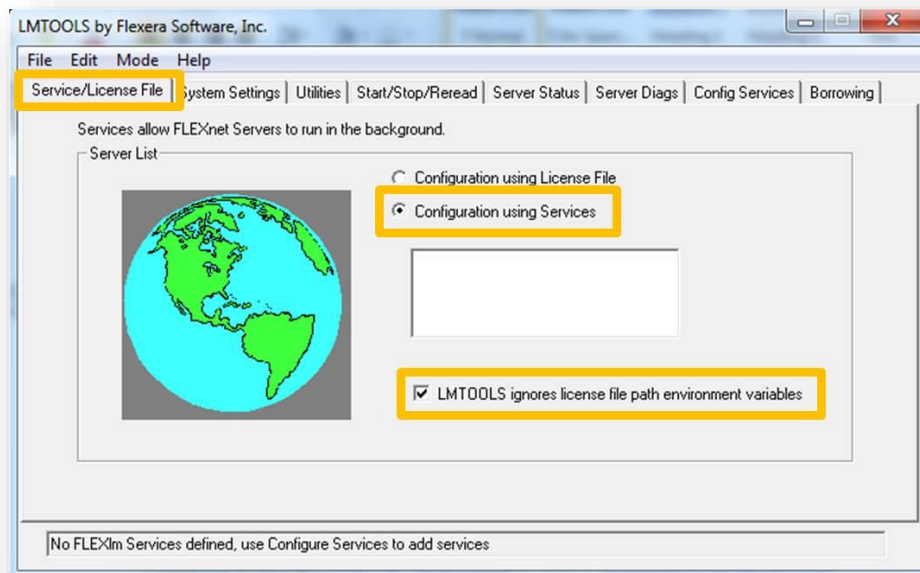 LMTOOLS by Flexera Software, Inc.
File Edit Mode Help
Service/License File System Settings Utilities Start/Stop/Reread Server Status Server Diags Config Services Borrowing
Services allow FLEXnet Servers to run in the background.
Server List
Configuration using License File
Configuration using Services
LMTOOLS ignores license file path environment variables
No FLEXlm Services defined, use Configure Services to add services